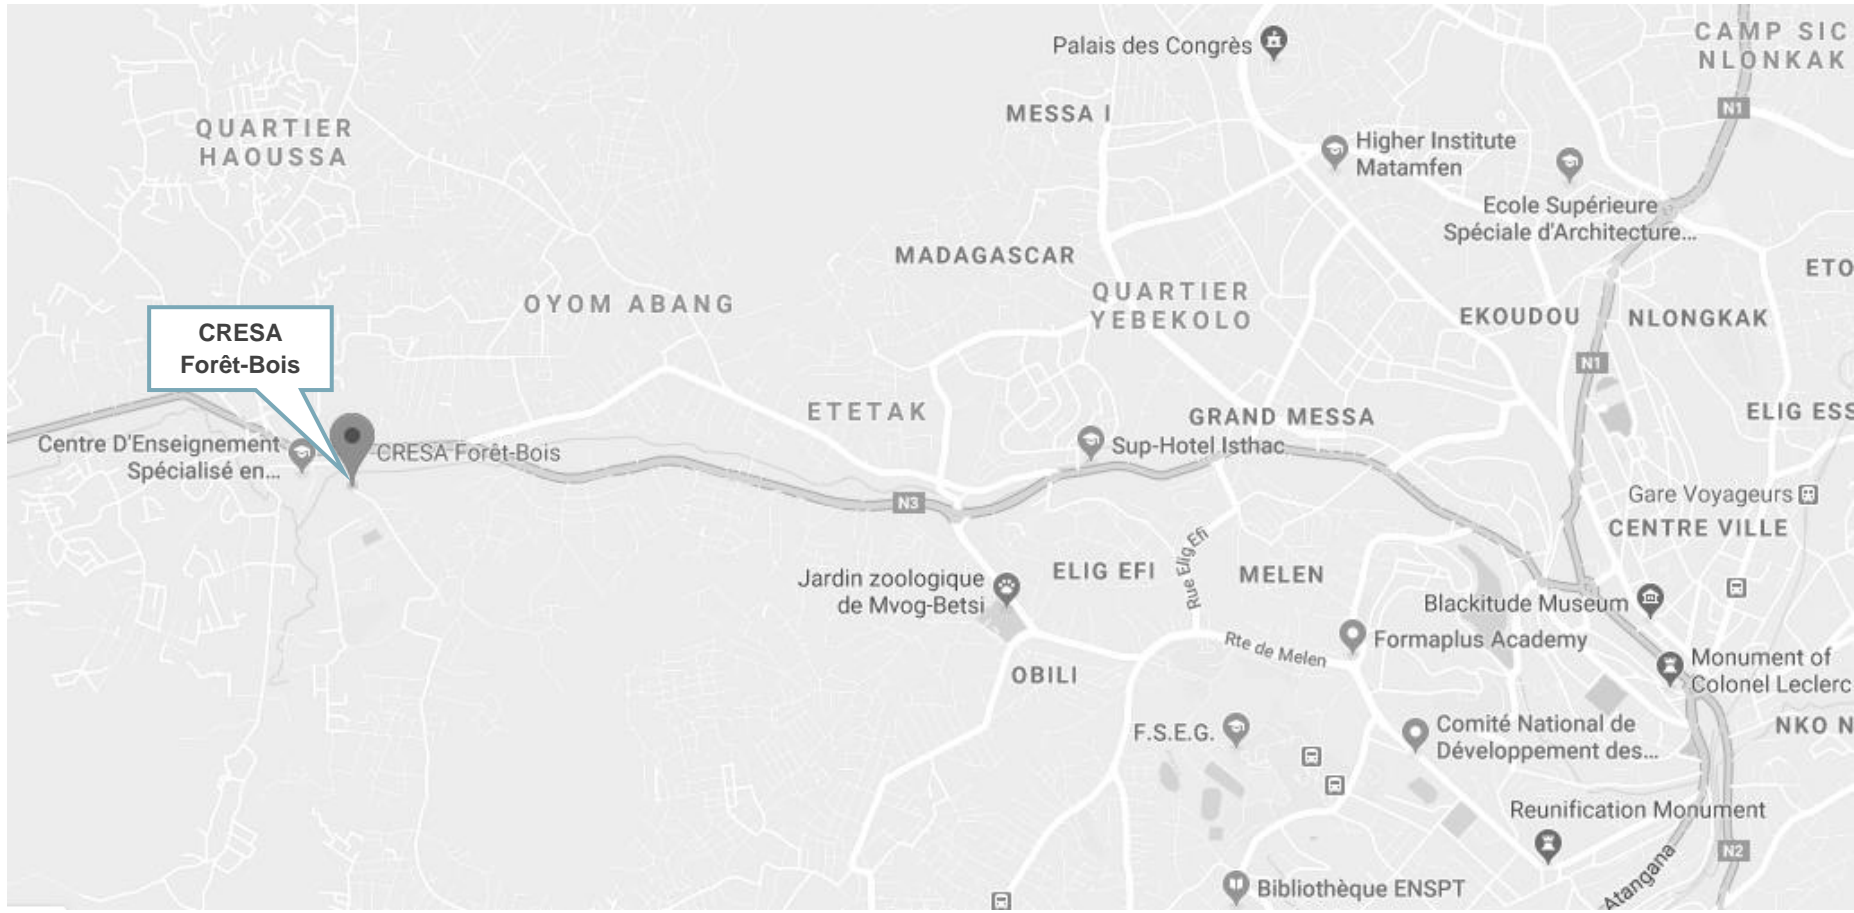 Palais des Congrès
CAMP SIC
NLONKAK
N1
MESSA I
QUARTIER
HAOUSSA
Higher Institute
Matamfen
Ecole Supérieure
Spéciale d'Architecture...
MADAGASCAR
ETO
OYOM ABANG
QUARTIER
YEBEKOLO
EKOUDOU
NLONGKAK
CRESA
Forêt-Bois
N1
ETETAK
GRAND MESSA
ELIG ESS
Centre D'Enseignement
Spécialisé en...
CRESA Forêt-Bois
Sup-Hotel Isthac
N3
Gare Voyageurs
CENTRE VILLE
Rue Elig Efi
Jardin zoologique
de Mvog-Betsi
ELIG EFI
MELEN
Blackitude Museum
Rte de Melen
Formaplus Academy
OBILI
Monument of
Colonel Leclerc
F.S.E.G.
Comité National de
Développement des...
NKO N
Reunification Monument
N2
Atangana
Bibliothèque ENSPT